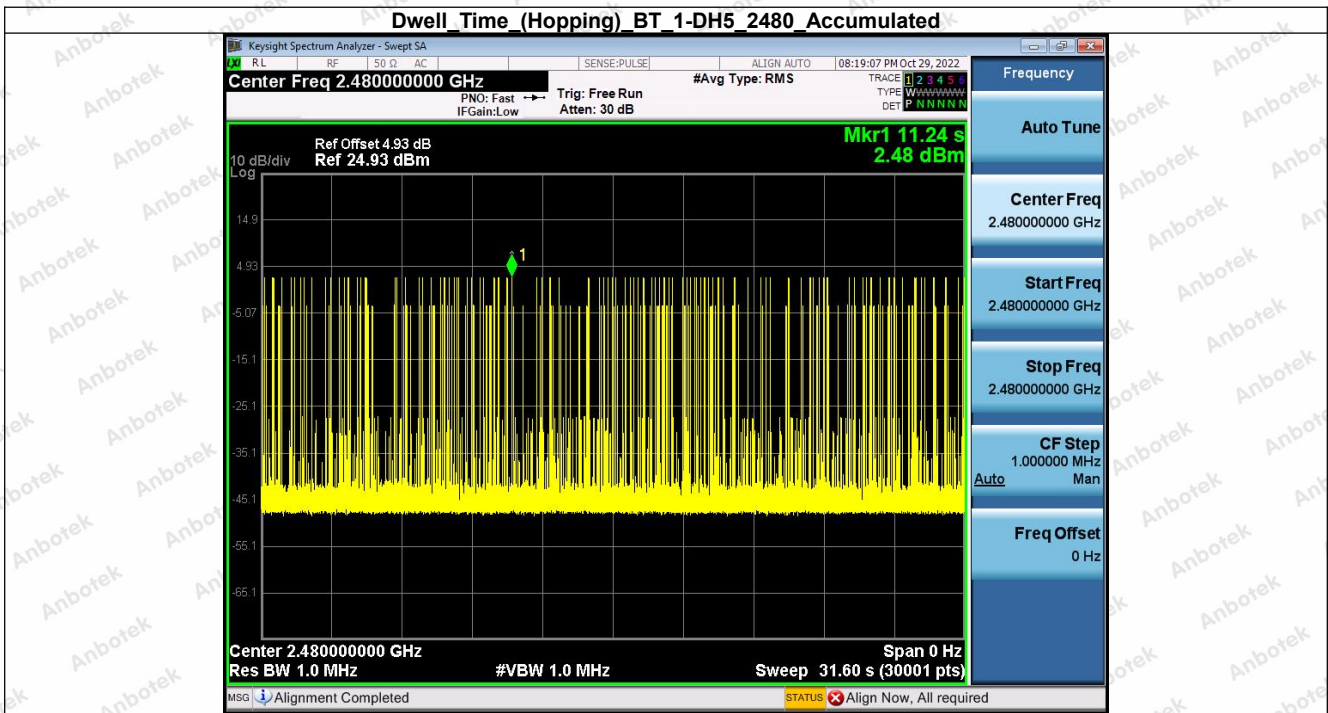 Dwell_Time_(Hopping)_BT_1-DH5_2480_Accumulated
Keysight Spectrum Analyzer - Swept SA
LXI RL RF 50 Ω AC SENSE:PULSE ALIGN AUTO 08:19:07 PM Oct 29, 2022
Center Freq 2.480000000 GHz #Avg Type: RMS TRACE 1 2 3 4 5 6
PNO: Fast Trig: Free Run TYPE WWWWWW
IFGain:Low Atten: 30 dB DET P N N N N N
Mkr1 11.24 s
2.48 dBm
Ref Offset 4.93 dB
10 dB/div Ref 24.93 dBm
Log
14.9
4.93
-5.07
-15.1
-25.1
-35.1
-45.1
-55.1
-65.1
1
Center 2.480000000 GHz Span 0 Hz
Res BW 1.0 MHz #VBW 1.0 MHz Sweep 31.60 s (30001 pts)
MSG Alignment Completed STATUS Align Now, All required
Frequency
Auto Tune
Center Freq
2.480000000 GHz
Start Freq
2.480000000 GHz
Stop Freq
2.480000000 GHz
CF Step
1.000000 MHz
Auto Man
Freq Offset
0 Hz
Anbotek